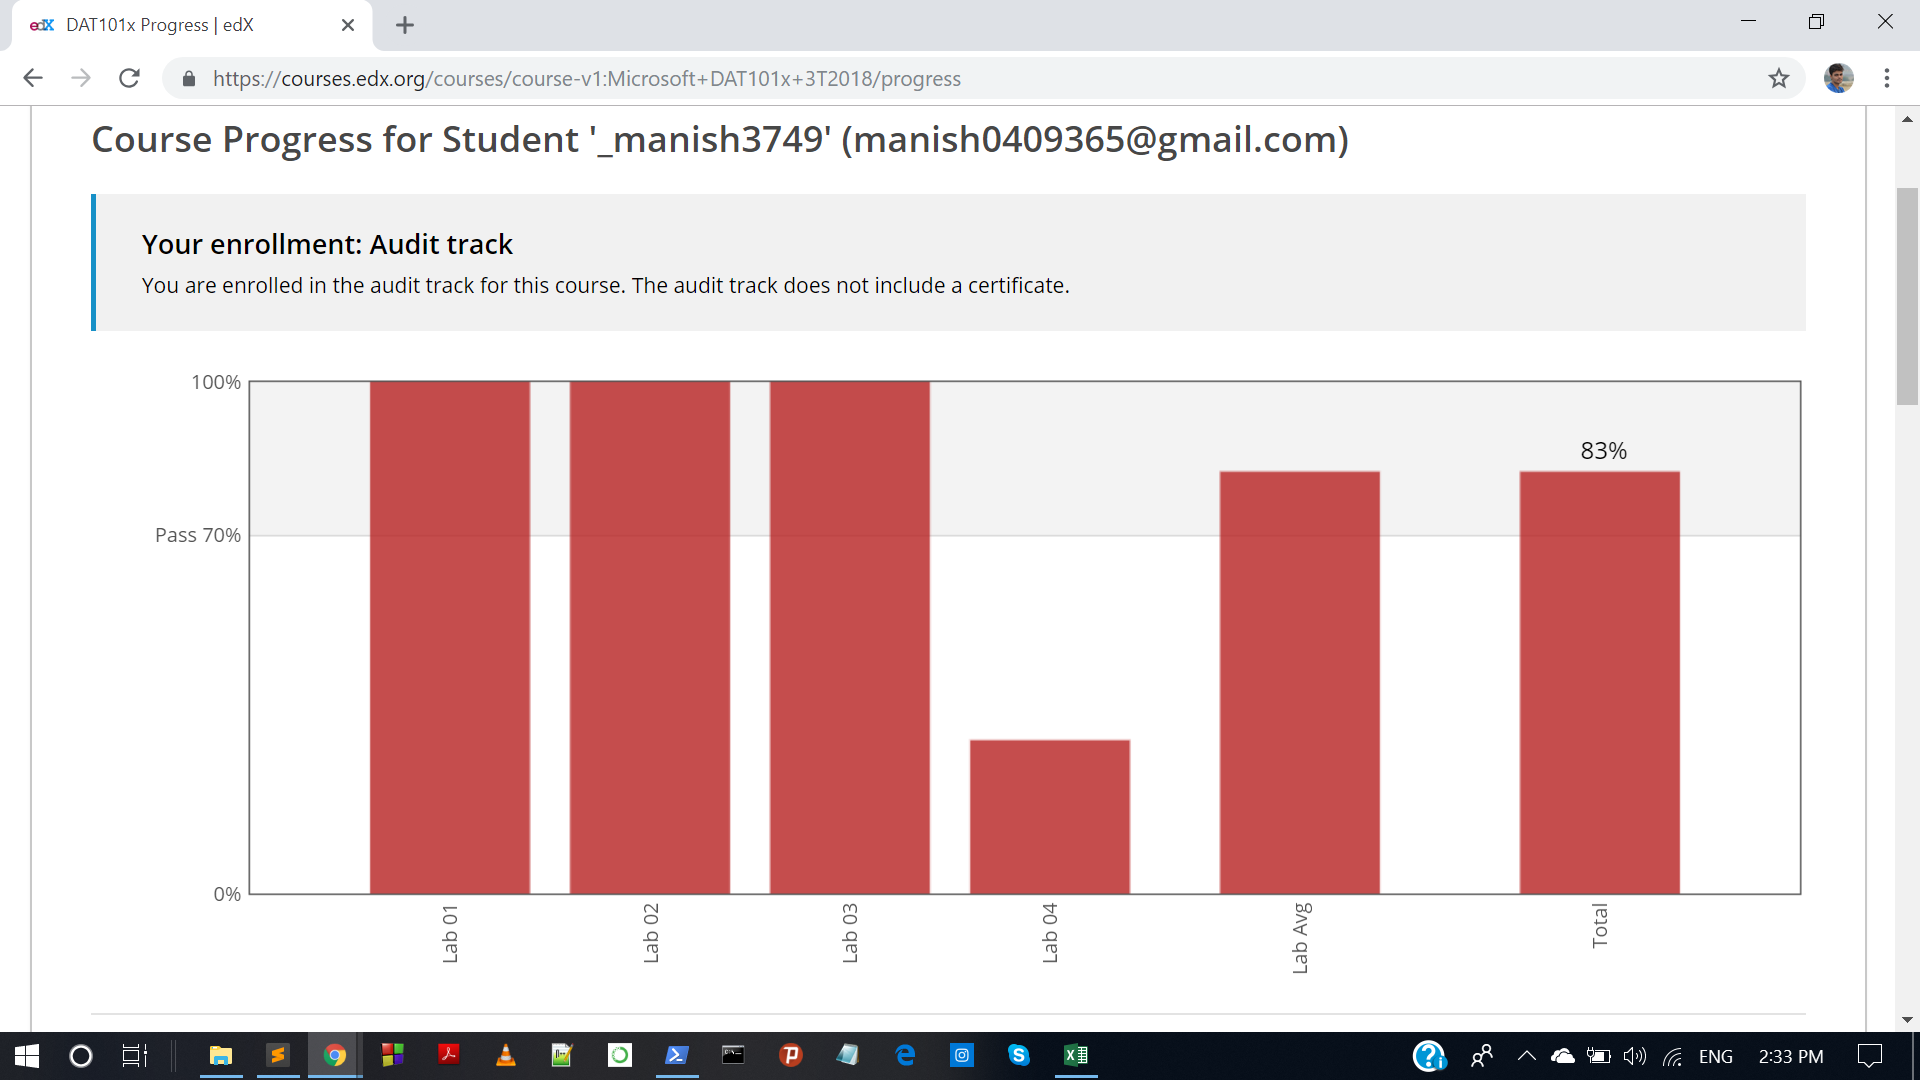 edX DAT101x Progress | edX
https://courses.edx.org/courses/course-v1:Microsoft+DAT101x+3T2018/progress
Course Progress for Student '_manish3749' (manish0409365@gmail.com)
Your enrollment: Audit track
You are enrolled in the audit track for this course. The audit track does not include a certificate.
100%
83%
Pass 70%
0%
Lab 01
Lab 02
Lab 03
Lab 04
Lab Avg
Total
ENG
2:33 PM